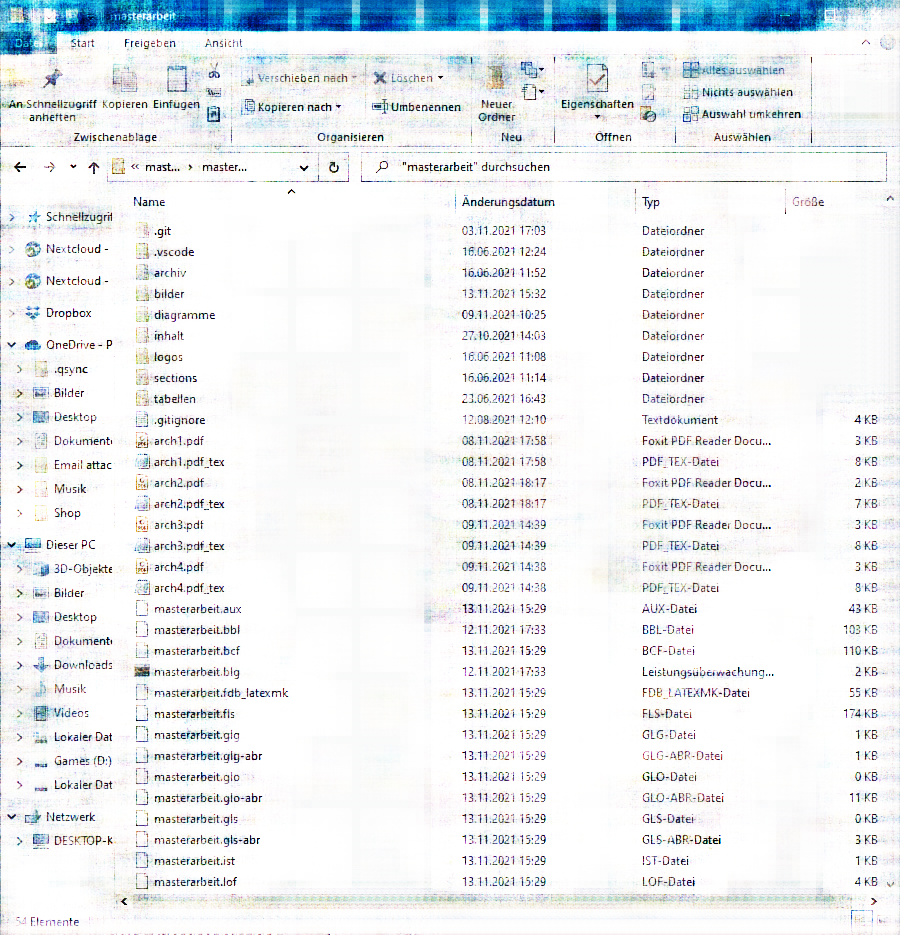 masterarbeit
Datei Start Freigeben Ansicht
An Schnellzugriff anheften
Kopieren
Einfügen
Zwischenablage
Verschieben nach
Kopieren nach
Löschen
Umbenennen
Organisieren
Neuer Ordner
Neu
Eigenschaften
Öffnen
Alles auswählen
Nichts auswählen
Auswahl umkehren
Auswählen
« mast... › master...
"masterarbeit" durchsuchen
Name Änderungsdatum Typ Größe
Schnellzugrif
Nextcloud -
Nextcloud -
Dropbox
OneDrive - P
.qsync
Bilder
Desktop
Dokumente
Email attac
Musik
Shop
Dieser PC
3D-Objekte
Bilder
Desktop
Dokumente
Downloads
Musik
Videos
Lokaler Dat
Games (D:)
Lokaler Dat
Netzwerk
DESKTOP-K
.git 03.11.2021 17:03 Dateiordner
.vscode 16.06.2021 12:24 Dateiordner
archiv 16.06.2021 11:52 Dateiordner
bilder 13.11.2021 15:32 Dateiordner
diagramme 09.11.2021 10:25 Dateiordner
inhalt 27.10.2021 14:03 Dateiordner
logos 16.06.2021 11:08 Dateiordner
sections 16.06.2021 11:14 Dateiordner
tabellen 23.06.2021 16:43 Dateiordner
.gitignore 12.08.2021 12:10 Textdokument 4 KB
arch1.pdf 08.11.2021 17:58 Foxit PDF Reader Docu... 3 KB
arch1.pdf_tex 08.11.2021 17:58 PDF_TEX-Datei 8 KB
arch2.pdf 08.11.2021 18:17 Foxit PDF Reader Docu... 2 KB
arch2.pdf_tex 08.11.2021 18:17 PDF_TEX-Datei 7 KB
arch3.pdf 09.11.2021 14:39 Foxit PDF Reader Docu... 3 KB
arch3.pdf_tex 09.11.2021 14:39 PDF_TEX-Datei 8 KB
arch4.pdf 09.11.2021 14:38 Foxit PDF Reader Docu... 3 KB
arch4.pdf_tex 09.11.2021 14:38 PDF_TEX-Datei 8 KB
masterarbeit.aux 13.11.2021 15:29 AUX-Datei 43 KB
masterarbeit.bbl 12.11.2021 17:33 BBL-Datei 103 KB
masterarbeit.bcf 13.11.2021 15:29 BCF-Datei 110 KB
masterarbeit.blg 12.11.2021 17:33 Leistungsüberwachung... 2 KB
masterarbeit.fdb_latexmk 13.11.2021 15:29 FDB_LATEXMK-Datei 55 KB
masterarbeit.fls 13.11.2021 15:29 FLS-Datei 174 KB
masterarbeit.glg 13.11.2021 15:29 GLG-Datei 1 KB
masterarbeit.glg-abr 13.11.2021 15:29 GLG-ABR-Datei 1 KB
masterarbeit.glo 13.11.2021 15:29 GLO-Datei 0 KB
masterarbeit.glo-abr 13.11.2021 15:29 GLO-ABR-Datei 11 KB
masterarbeit.gls 13.11.2021 15:29 GLS-Datei 0 KB
masterarbeit.gls-abr 13.11.2021 15:29 GLS-ABR-Datei 3 KB
masterarbeit.ist 13.11.2021 15:29 IST-Datei 1 KB
masterarbeit.lof 13.11.2021 15:29 LOF-Datei 4 KB
54 Elemente